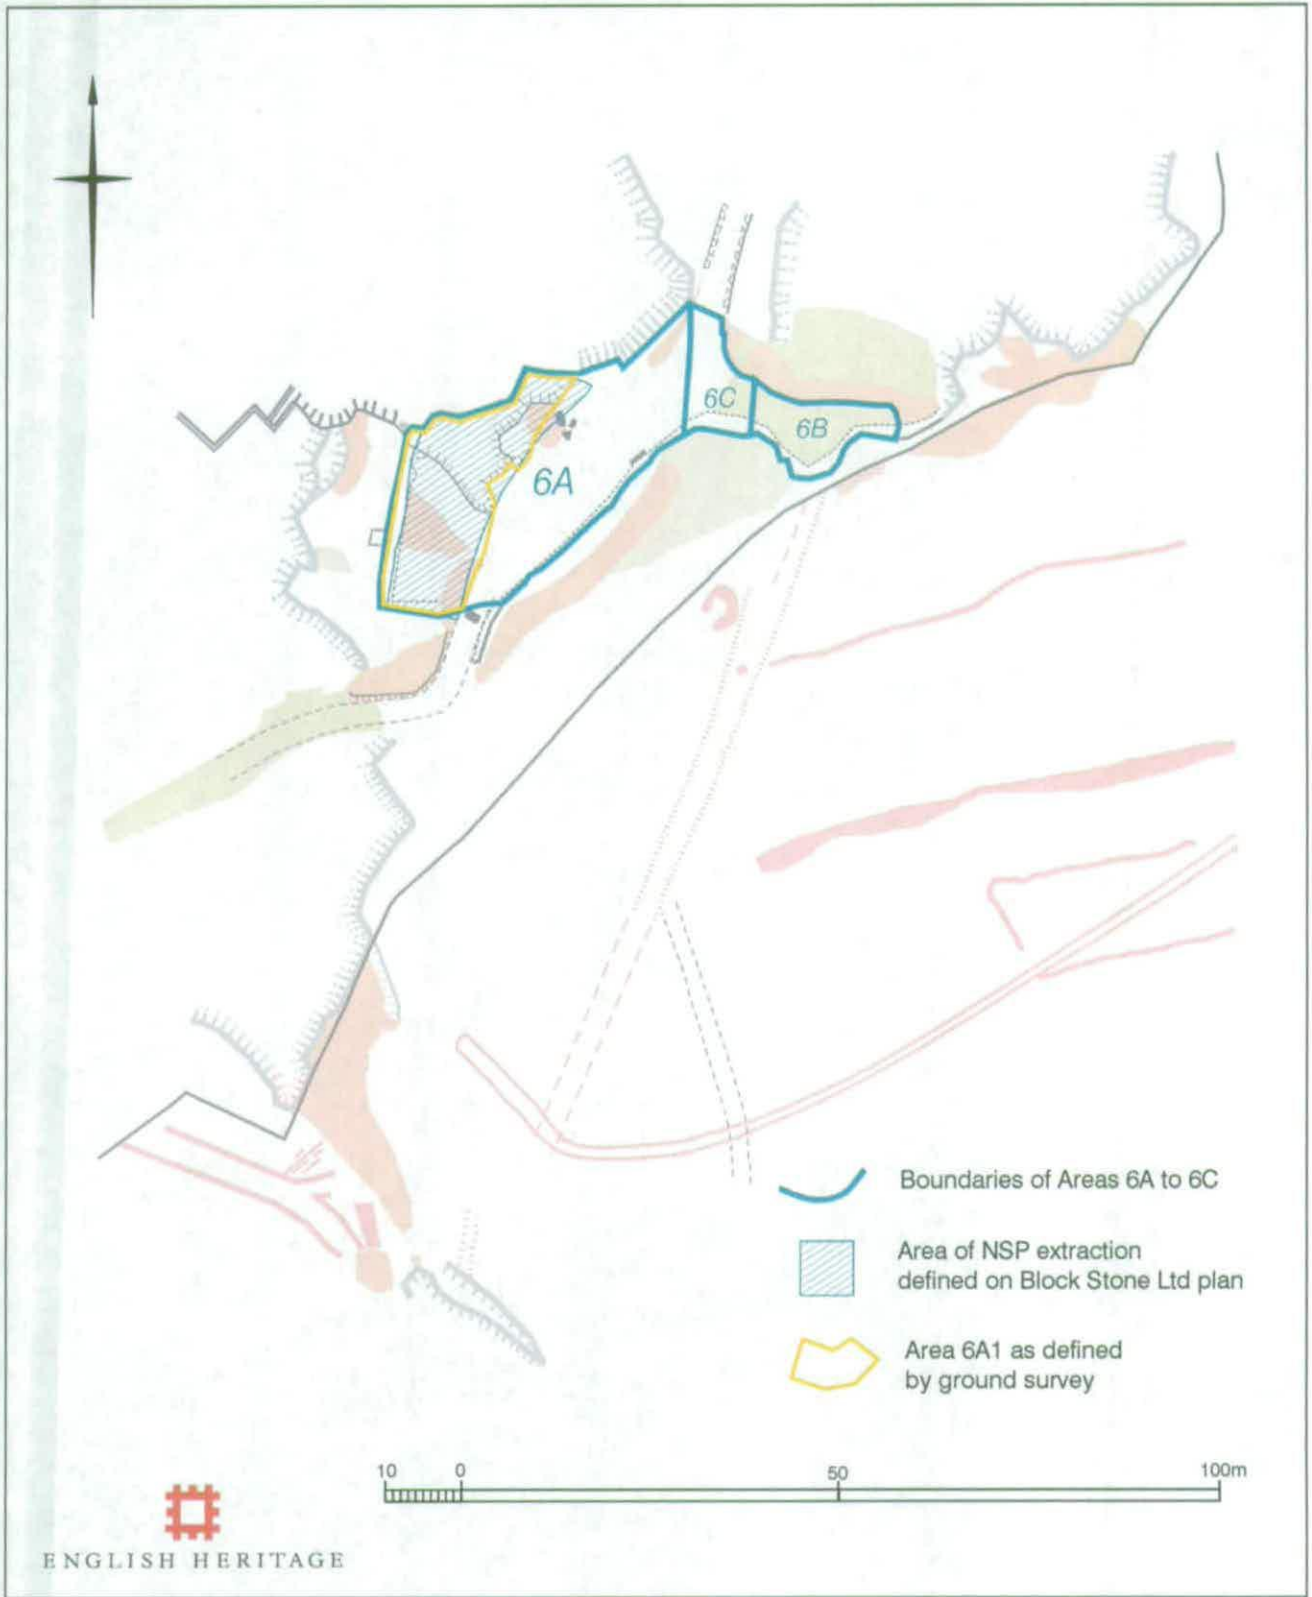 6C
6B
6A
Boundaries of Areas 6A to 6C
Area of NSP extraction
defined on Block Stone Ltd plan
Area 6A1 as defined
by ground survey
10 0 50 100m
ENGLISH HERITAGE